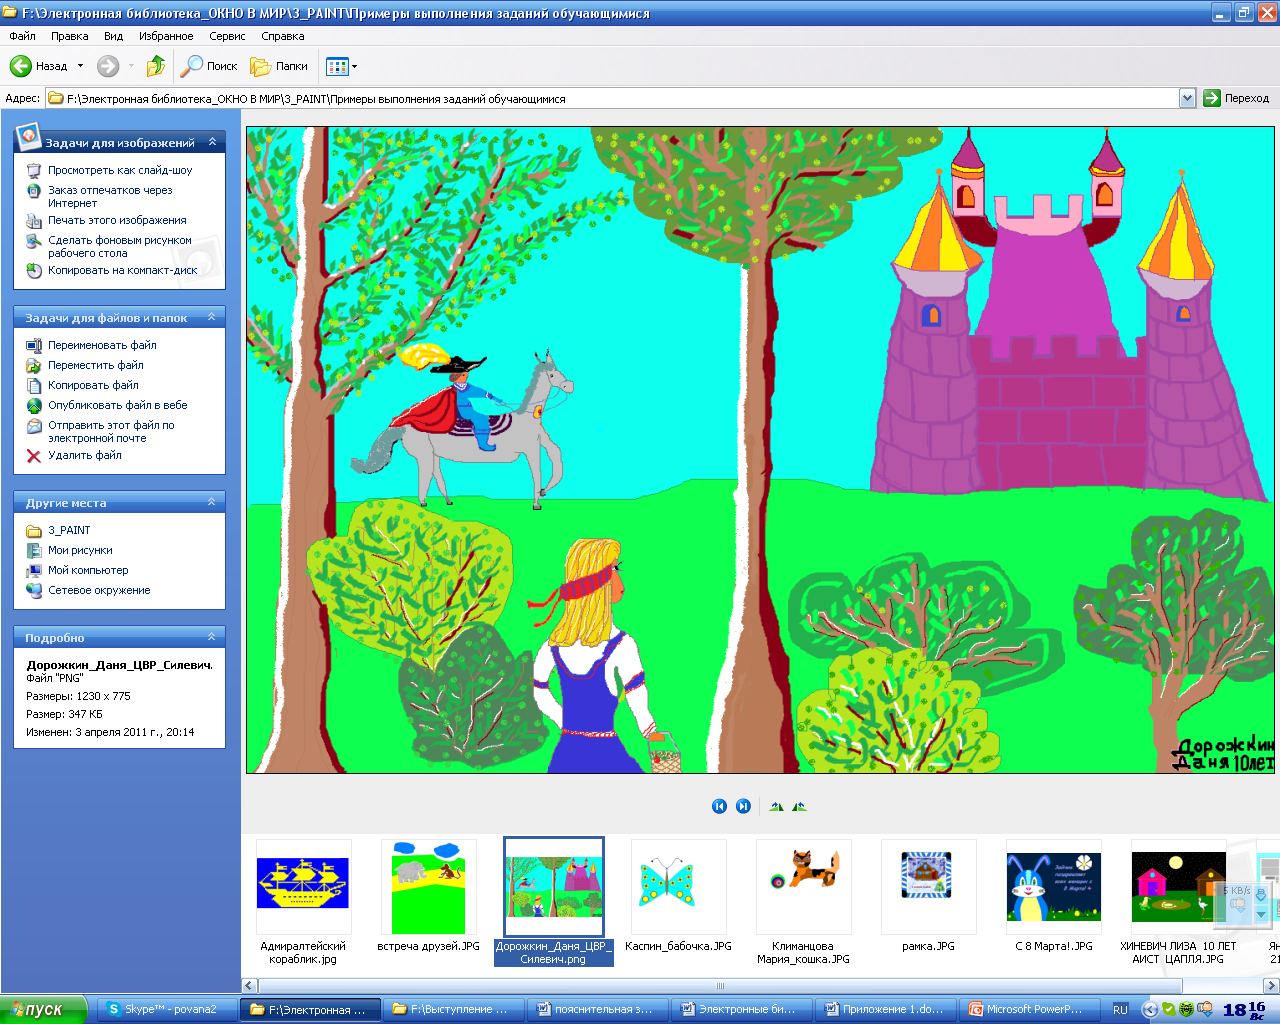 F:\Электронная библиотека_ОКНО В МИР\3_PAINT\Примеры выполнения заданий обучающимися
Файл Правка Вид Избранное Сервис Справка
Назад Поиск Папки
Адрес: F:\Электронная библиотека_ОКНО В МИР\3_PAINT\Примеры выполнения заданий обучающимися Переход
Задачи для изображений
Просмотреть как слайд-шоу
Заказ отпечатков через
Интернет
Печать этого изображения
Сделать фоновым рисунком
рабочего стола
Копировать на компакт-диск
Задачи для файлов и папок
Переименовать файл
Переместить файл
Копировать файл
Опубликовать файл в вебе
Отправить этот файл по
электронной почте
Удалить файл
Другие места
3_PAINT
Мои рисунки
Мой компьютер
Сетевое окружение
Подробно
Дорожкин_Даня_ЦВР_Силевич.
Файл "PNG"
Размеры: 1230 x 775
Размер: 347 КБ
Изменен: 3 апреля 2011 г., 20:14
Дорожкин
Даня 10лет
Адмиралтейский
кораблик.jpg
встреча друзей.JPG
Дорожкин_Даня_ЦВР_
Силевич.png
Каспин_бабочка.JPG
Климанцова
Мария_кошка.JPG
рамка.JPG
С 8 Марта!.JPG
ХИНЕВИЧ ЛИЗА 10 ЛЕТ
АИСТ ЦАПЛЯ.JPG
5 KB/s
пуск
Skype™ - povana2
F:\Электронная ...
F:\Выступление ...
пояснительная з...
Электронные би...
Приложение 1.do...
Microsoft PowerP...
RU
18 16
Вс